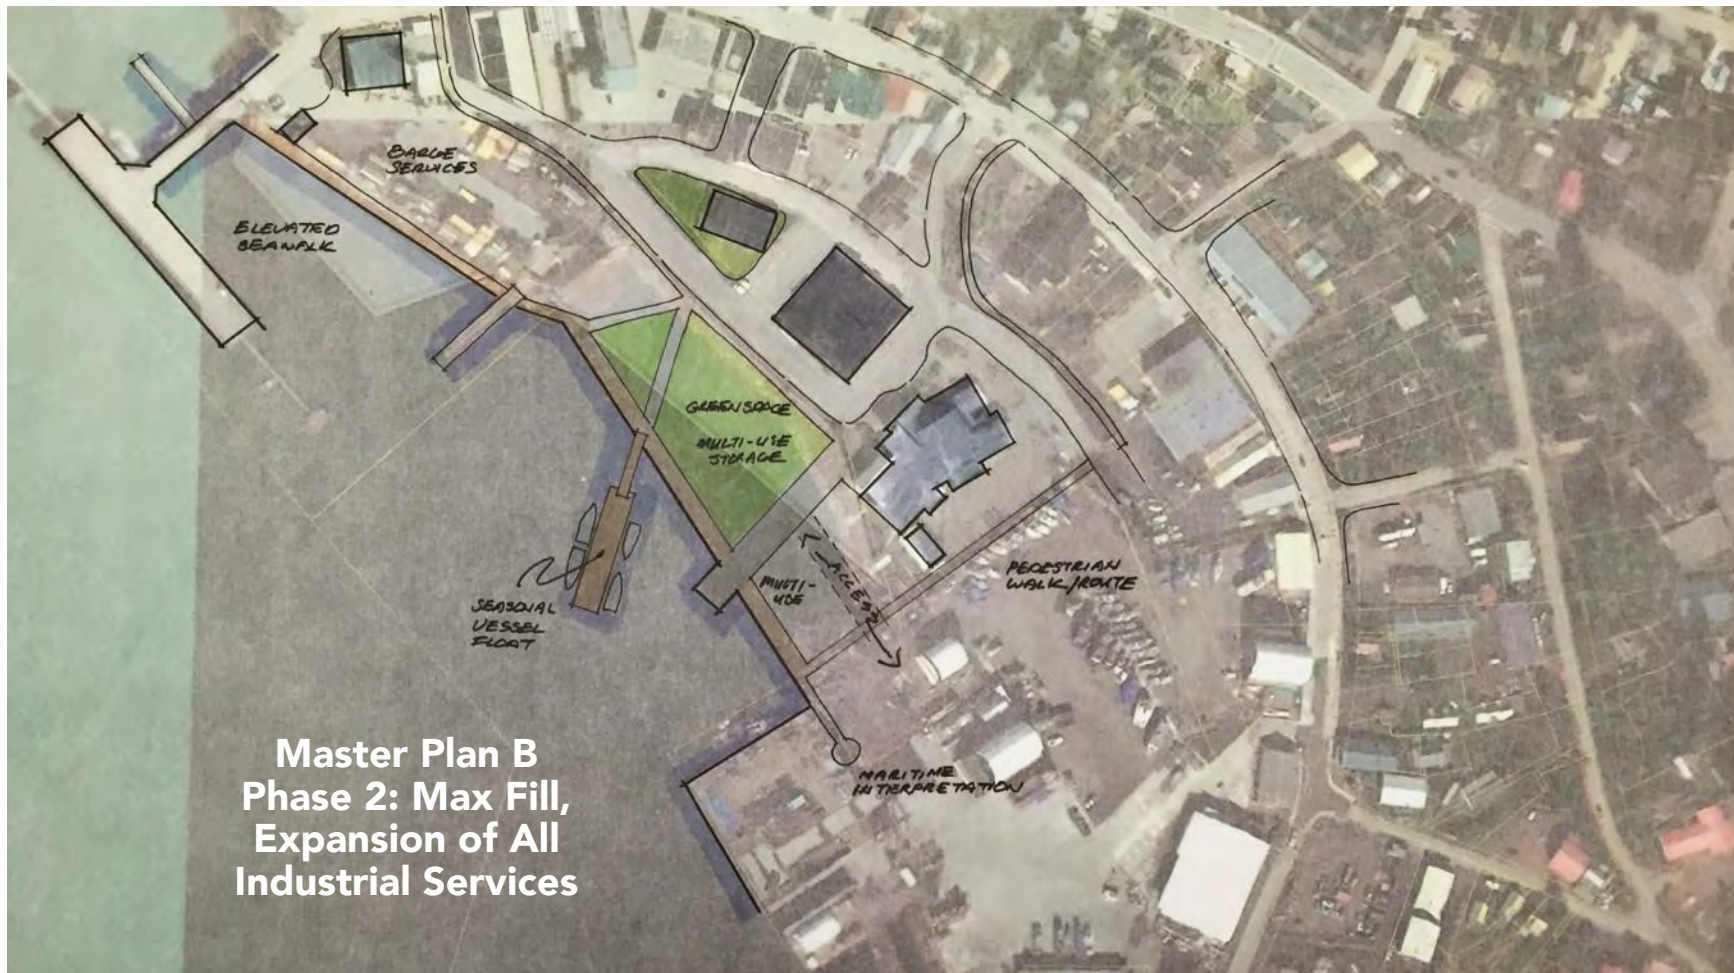 BARGE
SERVICES
ELEVATED
SEAWALK
GREENSPACE
MULTI-USE
STORAGE
MULTI-
USE
ACCESS
PEDESTRIAN
WALK/ROUTE
SEASONAL
VESSEL
FLOAT
MARITIME
INTERPRETATION
Master Plan B
Phase 2: Max Fill,
Expansion of All
Industrial Services